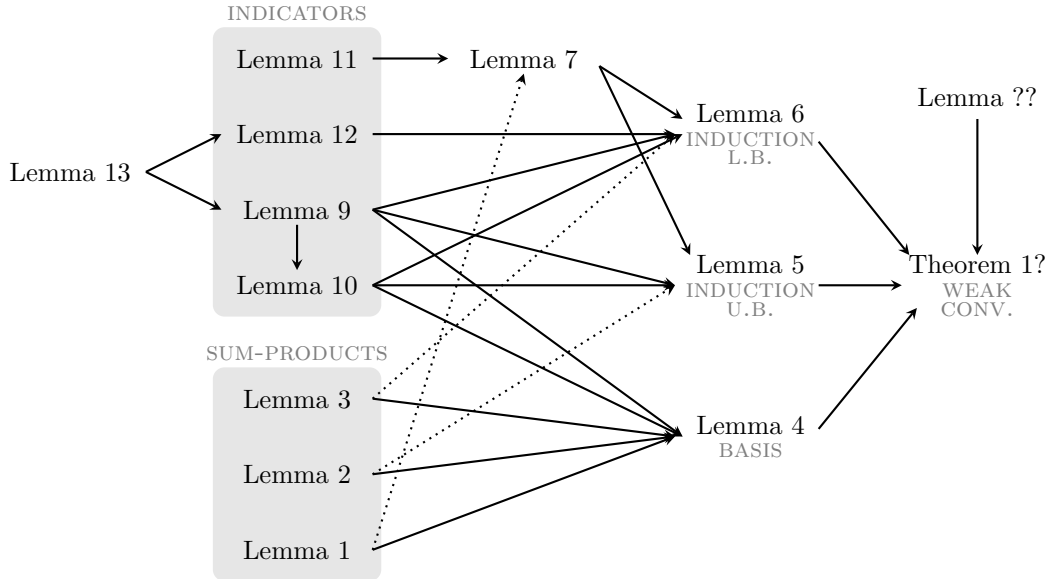 INDICATORS
Lemma 11
Lemma 7
Lemma ??
Lemma 6
INDUCTION
L.B.
Lemma 12
Lemma 13
Lemma 9
Lemma 10
Lemma 5
INDUCTION
U.B.
Theorem 1?
WEAK
CONV.
SUM-PRODUCTS
Lemma 3
Lemma 4
BASIS
Lemma 2
Lemma 1